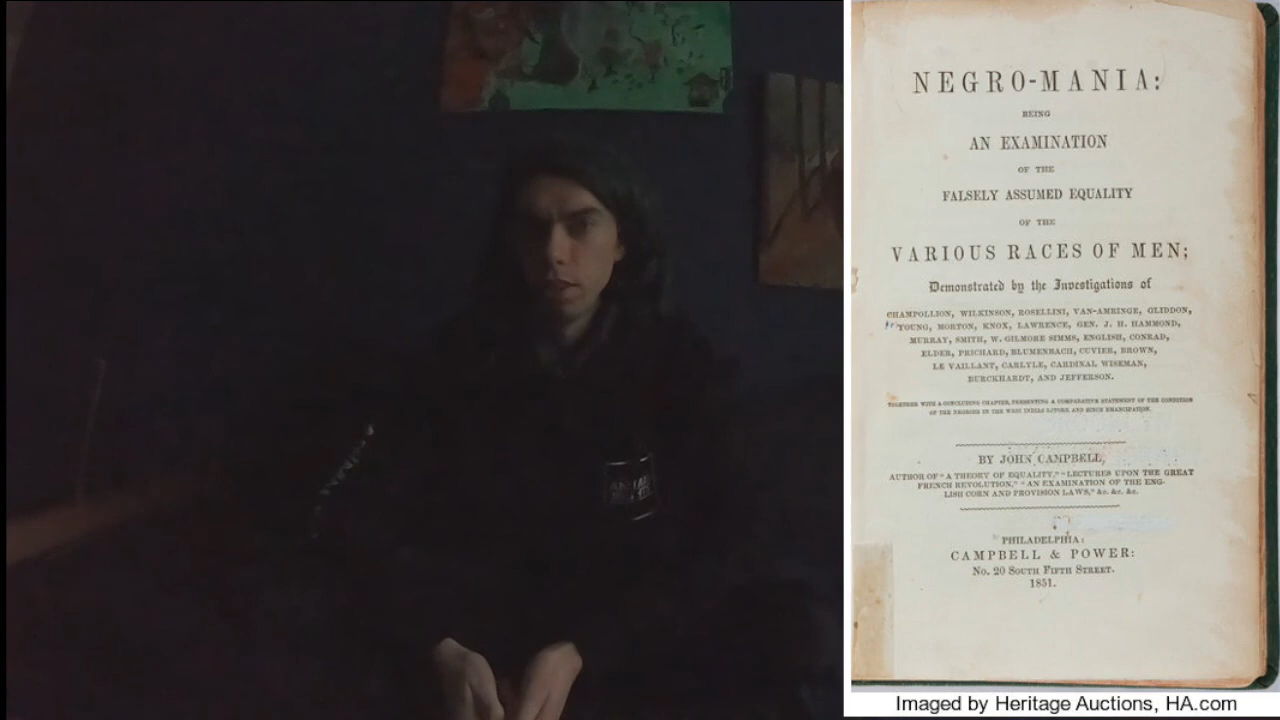 NEGRO-MANIA:
BEING
AN EXAMINATION
OF THE
FALSELY ASSUMED EQUALITY
OF THE
VARIOUS RACES OF MEN;
Demonstrated by the Investigations of
CHAMPOLLION, WILKINSON, ROSELLINI, VAN-AMRINGE, GLIDDON,
YOUNG, MORTON, KNOX, LAWRENCE, GEN. J. H. HAMMOND,
MURRAY, SMITH, W. GILMORE SIMMS, ENGLISH, CONRAD,
ELDER, PRICHARD, BLUMENBACH, CUVIER, BROWN,
LE VAILLANT, CARLYLE, CARDINAL WISEMAN,
BURCKHARDT, AND JEFFERSON.
TOGETHER WITH A CONCLUDING CHAPTER, PRESENTING A COMPARATIVE STATEMENT OF THE CONDITION
OF THE NEGROES IN THE WEST INDIES BEFORE AND SINCE EMANCIPATION.
BY JOHN CAMPBELL,
AUTHOR OF "A THEORY OF EQUALITY," "LECTURES UPON THE GREAT
FRENCH REVOLUTION," "AN EXAMINATION OF THE ENG-
LISH CORN AND PROVISION LAWS," &c. &c. &c.
PHILADELPHIA:
CAMPBELL & POWER:
No. 20 SOUTH FIFTH STREET.
1851.
Imaged by Heritage Auctions, HA.com